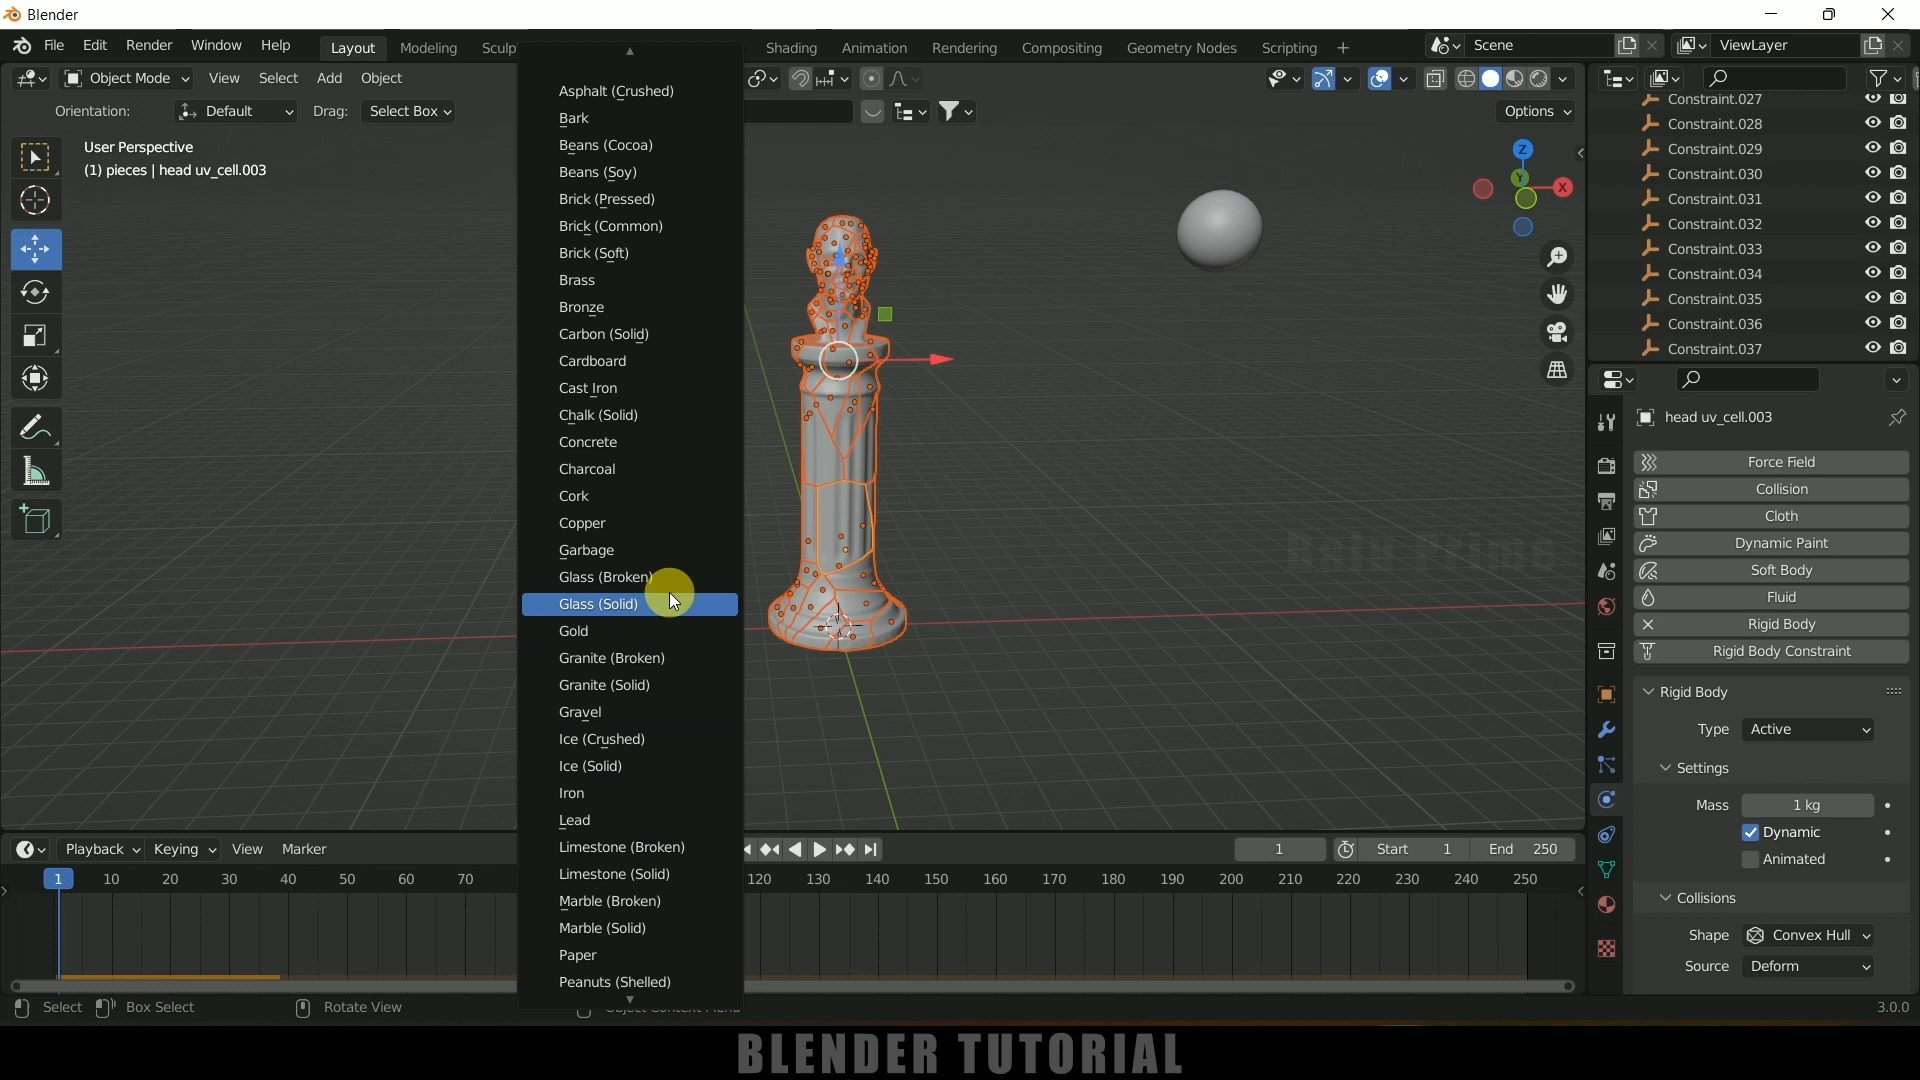 Blender
File Edit Render Window Help Layout Modeling Shading Animation Rendering Compositing Geometry Nodes Scripting + Scene ViewLayer
Object Mode View Select Add Object
Orientation: Default Drag: Select Box Options
User Perspective
(1) pieces | head uv_cell.003
Asphalt (Crushed)
Bark
Beans (Cocoa)
Beans (Soy)
Brick (Pressed)
Brick (Common)
Brick (Soft)
Brass
Bronze
Carbon (Solid)
Cardboard
Cast Iron
Chalk (Solid)
Concrete
Charcoal
Cork
Copper
Garbage
Glass (Broken)
Glass (Solid)
Gold
Granite (Broken)
Granite (Solid)
Gravel
Ice (Crushed)
Ice (Solid)
Iron
Lead
Limestone (Broken)
Limestone (Solid)
Marble (Broken)
Marble (Solid)
Paper
Peanuts (Shelled)
Z
Y
X
Constraint.027
Constraint.028
Constraint.029
Constraint.030
Constraint.031
Constraint.032
Constraint.033
Constraint.034
Constraint.035
Constraint.036
Constraint.037
head uv_cell.003
Force Field
Collision
Cloth
Dynamic Paint
Soft Body
Fluid
Rigid Body
Rigid Body Constraint
Rigid Body
Type Active
Settings
Mass 1 kg
Dynamic
Animated
Collisions
Shape Convex Hull
Source Deform
Playback Keying View Marker 1 Start 1 End 250
1 10 20 30 40 50 60 70 120 130 140 150 160 170 180 190 200 210 220 230 240 250
Select Box Select Rotate View Object Context Menu 3.0.0
BLENDER TUTORIAL